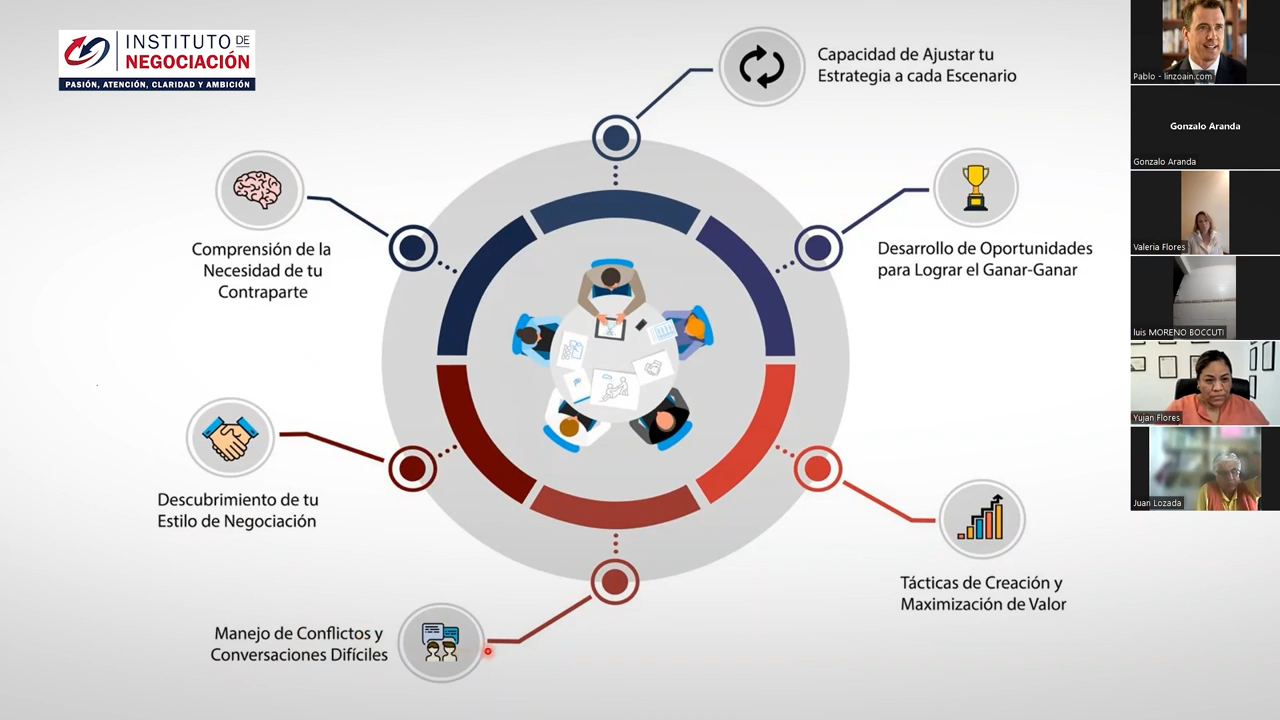 INSTITUTO DE
NEGOCIACIÓN
PASIÓN, ATENCIÓN, CLARIDAD Y AMBICIÓN
Capacidad de Ajustar tu
Estrategia a cada Escenario
Desarrollo de Oportunidades
para Lograr el Ganar-Ganar
Tácticas de Creación y
Maximización de Valor
Manejo de Conflictos y
Conversaciones Difíciles
Descubrimiento de tu
Estilo de Negociación
Comprensión de la
Necesidad de tu
Contraparte
Pablo - linzoain.com
Gonzalo Aranda
Gonzalo Aranda
Valeria Flores
luis MORENO BOCCUTI
Yujan Flores
Juan Lozada